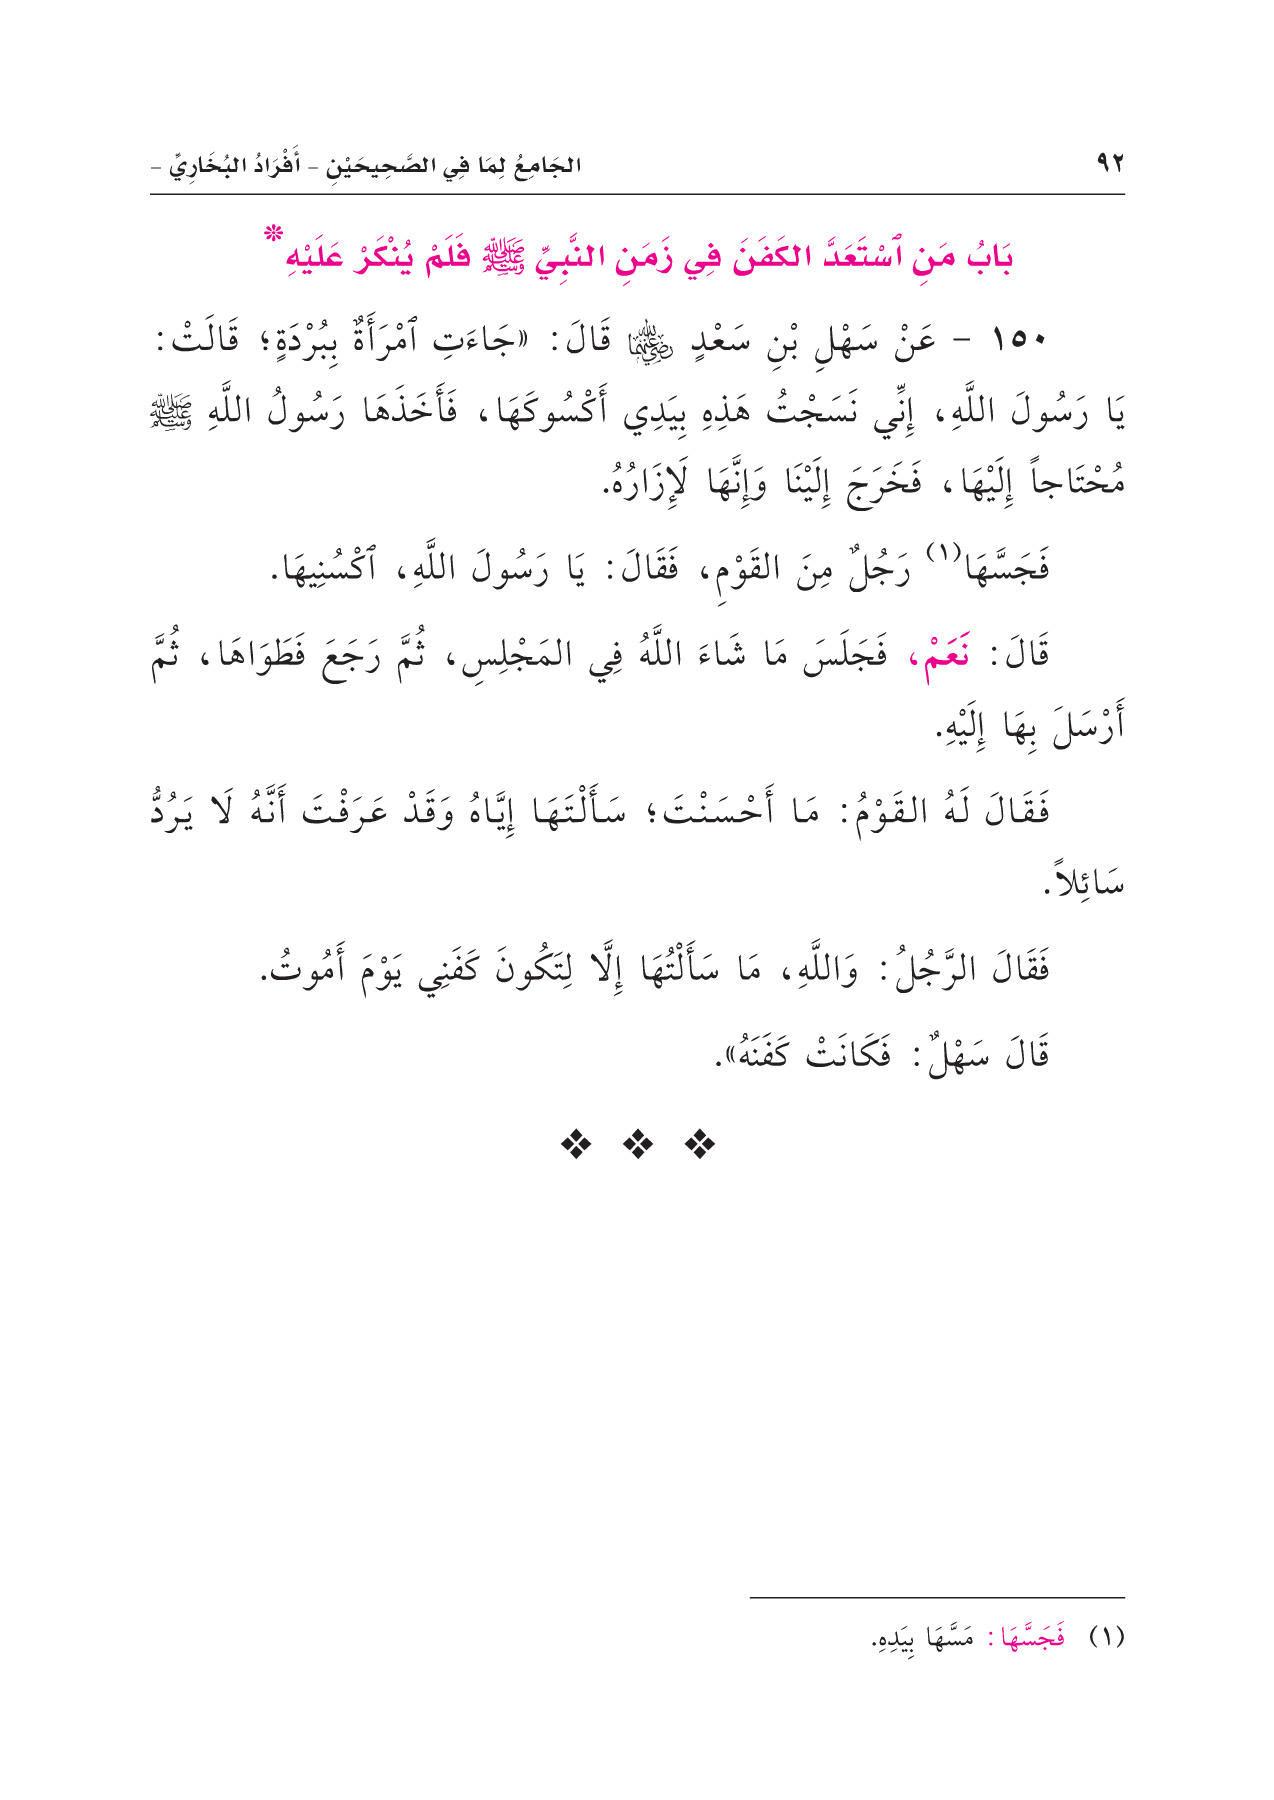 ٩٢
الجَامِعُ لِمَا فِي الصَّحِيحَيْنِ - أَفْرَادُ البُخَارِيِّ -
بَابُ مَنِ ٱسْتَعَدَّ الكَفَنَ فِي زَمَنِ النَّبِيِّ ﷺ فَلَمْ يُنْكَرْ عَلَيْهِ*
١٥٠ - عَنْ سَهْلِ بْنِ سَعْدٍ رضي الله عنهما قَالَ: «جَاءَتِ ٱمْرَأَةٌ بِبُرْدَةٍ؛ قَالَتْ:
يَا رَسُولَ اللَّهِ، إِنِّي نَسَجْتُ هَذِهِ بِيَدِي أَكْسُوكَهَا، فَأَخَذَهَا رَسُولُ اللَّهِ ﷺ
مُحْتَاجاً إِلَيْهَا، فَخَرَجَ إِلَيْنَا وَإِنَّهَا لَإِزَارُهُ.
فَجَسَّهَا(١) رَجُلٌ مِنَ القَوْمِ، فَقَالَ: يَا رَسُولَ اللَّهِ، ٱكْسُنِيهَا.
قَالَ: نَعَمْ، فَجَلَسَ مَا شَاءَ اللَّهُ فِي المَجْلِسِ، ثُمَّ رَجَعَ فَطَوَاهَا، ثُمَّ
أَرْسَلَ بِهَا إِلَيْهِ.
فَقَالَ لَهُ القَوْمُ: مَا أَحْسَنْتَ؛ سَأَلْتَهَا إِيَّاهُ وَقَدْ عَرَفْتَ أَنَّهُ لَا يَرُدُّ
سَائِلاً.
فَقَالَ الرَّجُلُ: وَاللَّهِ، مَا سَأَلْتُهَا إِلَّا لِتَكُونَ كَفَنِي يَوْمَ أَمُوتُ.
قَالَ سَهْلٌ: فَكَانَتْ كَفَنَهُ».
(١) فَجَسَّهَا: مَسَّهَا بِيَدِهِ.